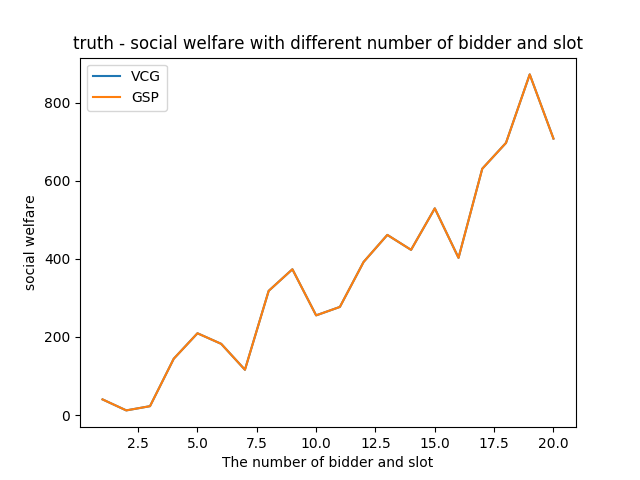 truth - social welfare with different number of bidder and slot
VCG
GSP
800
600
400
200
0
social welfare
2.5 5.0 7.5 10.0 12.5 15.0 17.5 20.0
The number of bidder and slot